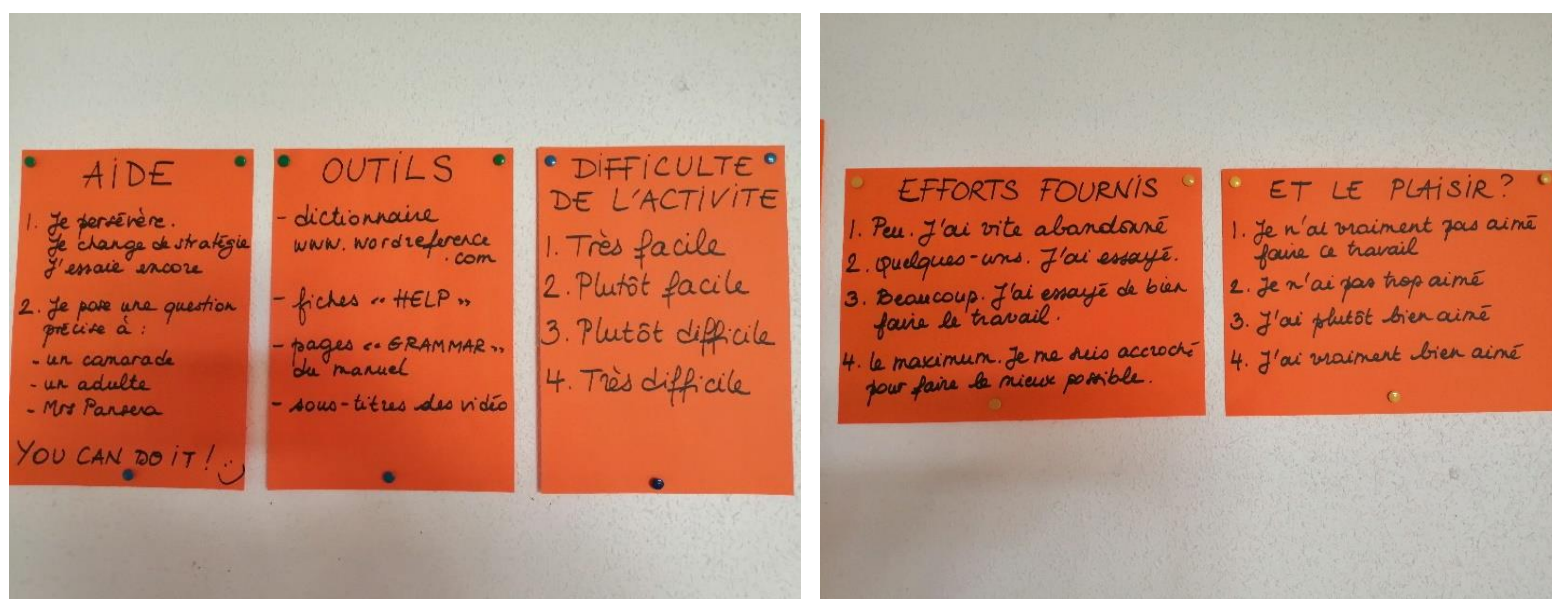 AIDE
1. Je persévère.
Je change de stratégie
J'essaie encore
2. Je pose une question
précise à :
- un camarade
- un adulte
- Mrs Pansera
YOU CAN DO IT !
OUTILS
- dictionnaire
www.wordreference
.com
- fiches " HELP "
- pages " GRAMMAR "
du manuel
- sous-titres des vidéo
DIFFICULTE
DE L'ACTIVITE
1. Très facile
2. Plutôt facile
3. Plutôt difficile
4. Très difficile
EFFORTS FOURNIS
1. Peu. J'ai vite abandonné
2. Quelques-uns. J'ai essayé.
3. Beaucoup. J'ai essayé de bien
faire le travail.
4. Le maximum. Je me suis accroché
pour faire le mieux possible.
ET LE PLAISIR ?
1. Je n'ai vraiment pas aimé
faire ce travail
2. Je n'ai pas trop aimé
3. J'ai plutôt bien aimé
4. J'ai vraiment bien aimé